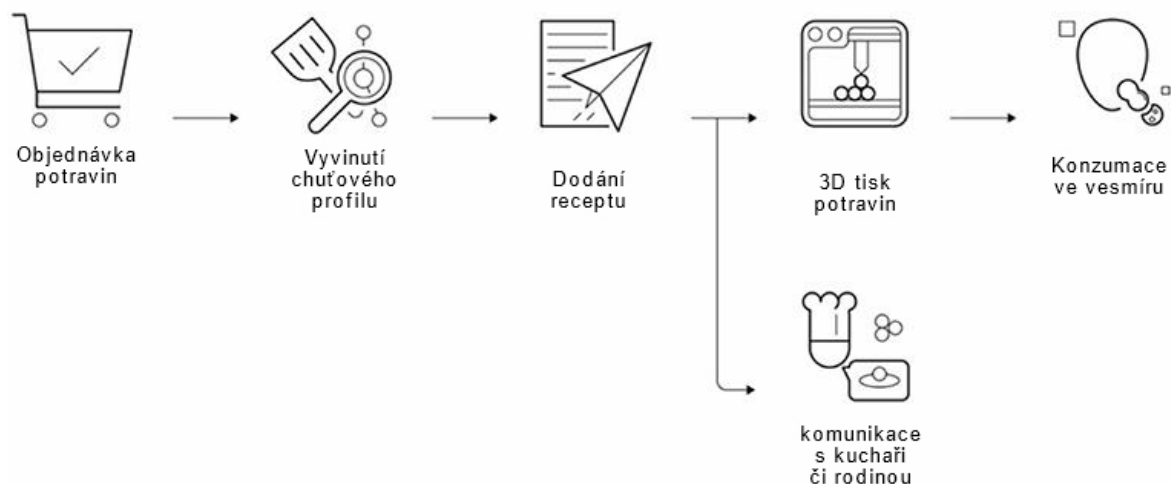 Objednávka
potravin
Vyvinutí
chuťového
profilu
Dodání
receptu
3D tisk
potravin
Konzumace
ve vesmíru
komunikace
s kuchaři
či rodinou